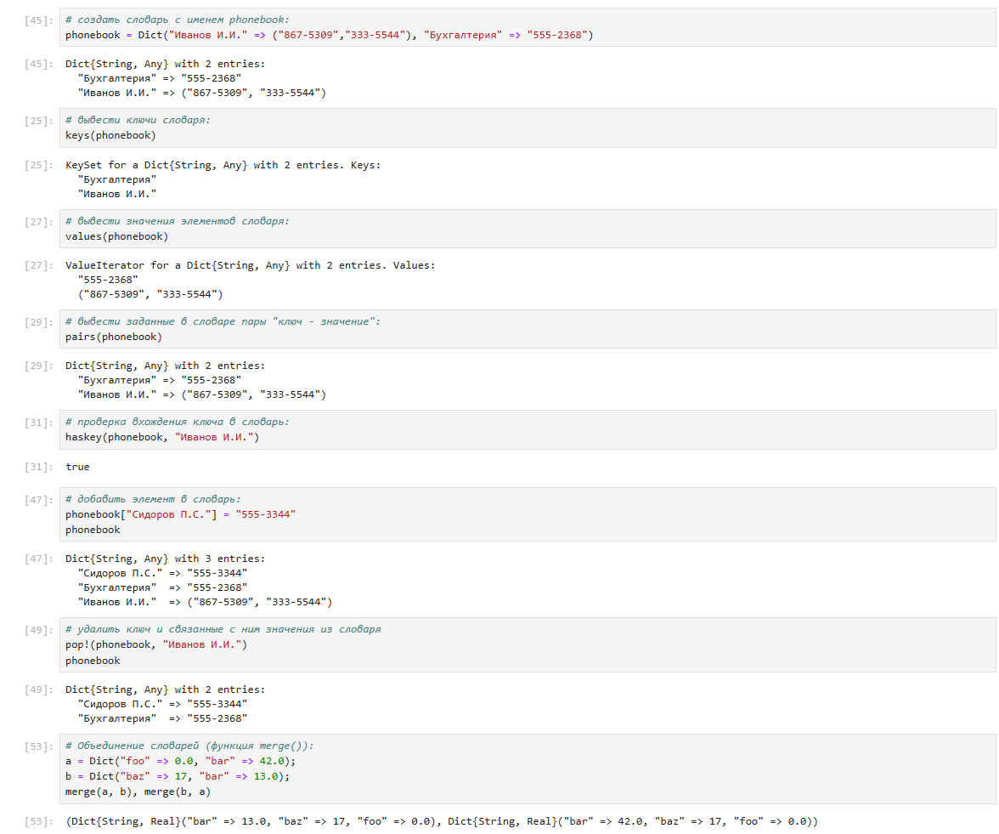 [45]: # создать словарь с именем phonebook:
phonebook = Dict("Иванов И.И." => ("867-5309","333-5544"), "Бухгалтерия" => "555-2368")
[45]: Dict{String, Any} with 2 entries:
"Бухгалтерия" => "555-2368"
"Иванов И.И." => ("867-5309", "333-5544")
[25]: # вывести ключи словаря:
keys(phonebook)
[25]: KeySet for a Dict{String, Any} with 2 entries. Keys:
"Бухгалтерия"
"Иванов И.И."
[27]: # вывести значения элементов словаря:
values(phonebook)
[27]: ValueIterator for a Dict{String, Any} with 2 entries. Values:
"555-2368"
("867-5309", "333-5544")
[29]: # вывести заданные в словаре пары "ключ - значение":
pairs(phonebook)
[29]: Dict{String, Any} with 2 entries:
"Бухгалтерия" => "555-2368"
"Иванов И.И." => ("867-5309", "333-5544")
[31]: # проверка вхождения ключа в словарь:
haskey(phonebook, "Иванов И.И.")
[31]: true
[47]: # добавить элемент в словарь:
phonebook["Сидоров П.С."] = "555-3344"
phonebook
[47]: Dict{String, Any} with 3 entries:
"Сидоров П.С." => "555-3344"
"Бухгалтерия"  => "555-2368"
"Иванов И.И."  => ("867-5309", "333-5544")
[49]: # удалить ключ и связанные с ним значения из словаря
pop!(phonebook, "Иванов И.И.")
phonebook
[49]: Dict{String, Any} with 2 entries:
"Сидоров П.С." => "555-3344"
"Бухгалтерия"  => "555-2368"
[53]: # Объединение словарей (функция merge()):
a = Dict("foo" => 0.0, "bar" => 42.0);
b = Dict("baz" => 17, "bar" => 13.0);
merge(a, b), merge(b, a)
[53]: (Dict{String, Real}("bar" => 13.0, "baz" => 17, "foo" => 0.0), Dict{String, Real}("bar" => 42.0, "baz" => 17, "foo" => 0.0))